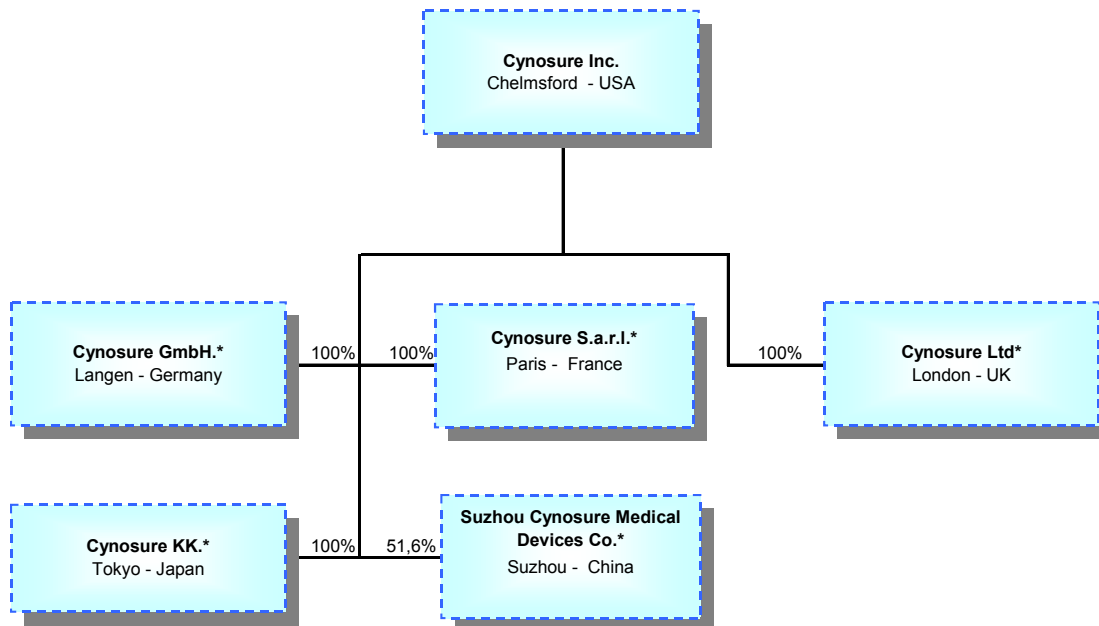 Cynosure Inc.
Chelmsford - USA
Cynosure GmbH.*
Langen - Germany
100%
100%
Cynosure S.a.r.l.*
Paris - France
100%
Cynosure Ltd*
London - UK
Cynosure KK.*
Tokyo - Japan
100%
51,6%
Suzhou Cynosure Medical
Devices Co.*
Suzhou - China